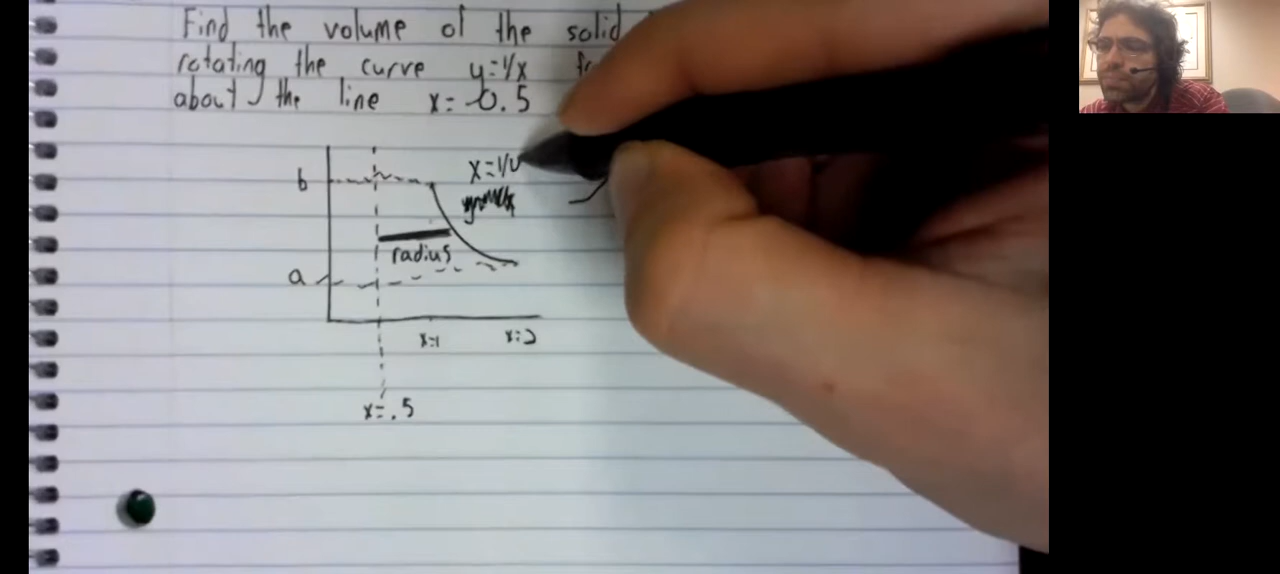 Find the volume of the solid
rotating the curve y=1/x
about the line x=0.5
b
x=1/
radius
a
x=1
x=2
x=.5